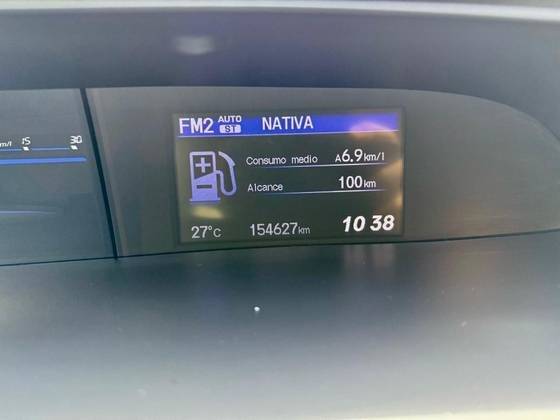 FM2 AUTO ST NATIVA
m/l 15 30
Consumo medio A6.9km/l
Alcance 100km
27°C 154627km 10 38